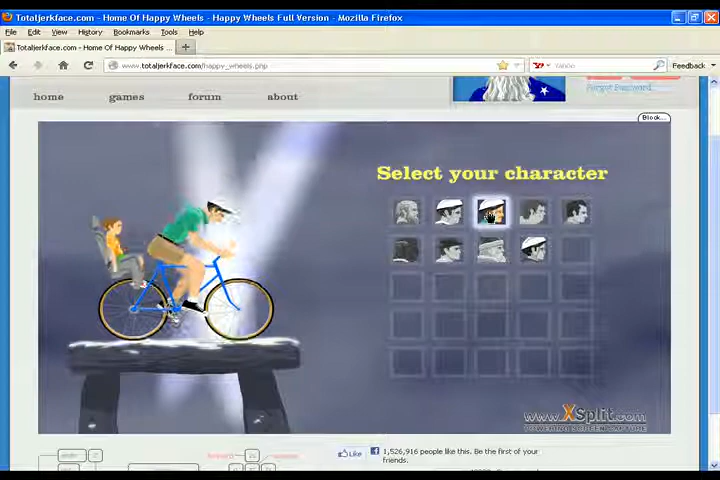 Totaljerkface.com - Home Of Happy Wheels - Happy Wheels Full Version - Mozilla Firefox
File Edit View History Bookmarks Tools Help
Totaljerkface.com - Home Of Happy Wheels ...
www.totaljerkface.com/happy_wheels.php
Yahoo
Feedback
home games forum about
Forgot Password
Block...
Select your character
www.XSplit.com
Like
1,526,916 people like this. Be the first of your
friends.